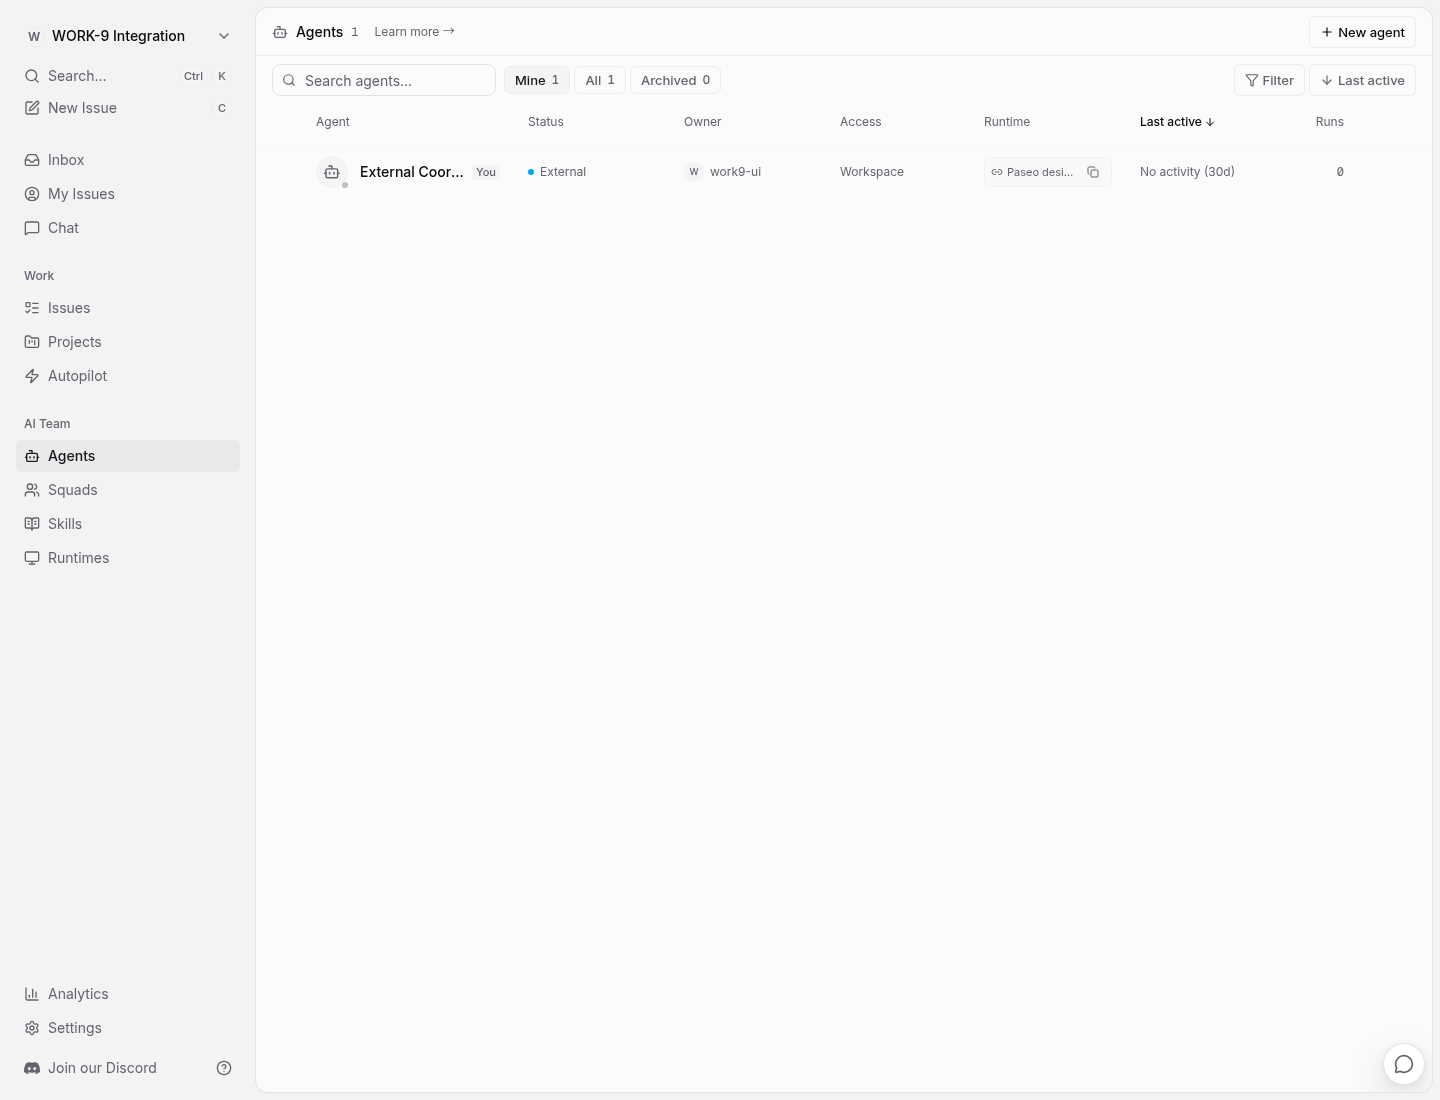 W WORK-9 Integration
Search... Ctrl K
New Issue C
Inbox
My Issues
Chat
Work
Issues
Projects
Autopilot
AI Team
Agents
Squads
Skills
Runtimes
Analytics
Settings
Join our Discord
Agents 1 Learn more →
New agent
Search agents... Mine 1 All 1 Archived 0 Filter Last active
Agent Status Owner Access Runtime Last active ↓ Runs
External Coor... You External W work9-ui Workspace Paseo desi... No activity (30d) 0